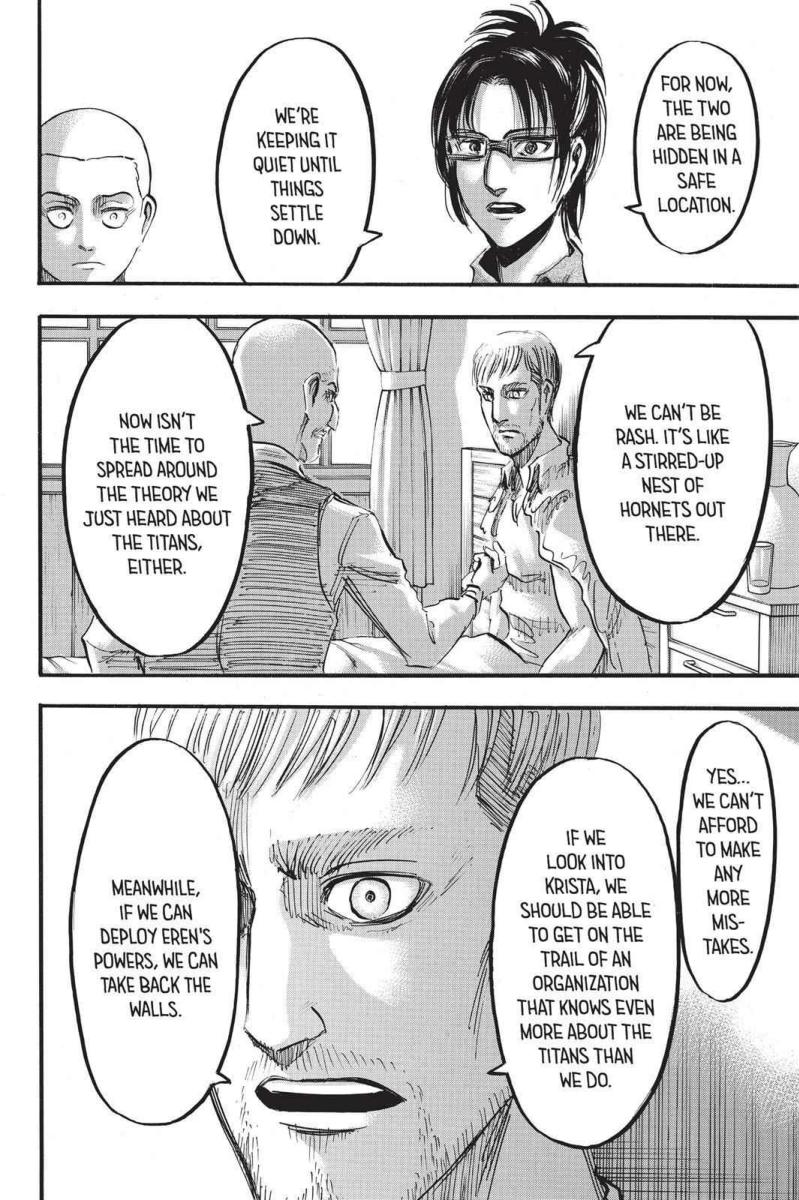 FOR NOW,
THE TWO
ARE BEING
HIDDEN IN A
SAFE
LOCATION.
WE'RE
KEEPING IT
QUIET UNTIL
THINGS
SETTLE
DOWN.
WE CAN'T BE
RASH. IT'S LIKE
A STIRRED-UP
NEST OF
HORNETS OUT
THERE.
NOW ISN'T
THE TIME TO
SPREAD AROUND
THE THEORY WE
JUST HEARD ABOUT
THE TITANS,
EITHER.
YES...
WE CAN'T
AFFORD
TO MAKE
ANY
MORE
MIS-
TAKES.
IF WE
LOOK INTO
KRISTA, WE
SHOULD BE ABLE
TO GET ON THE
TRAIL OF AN
ORGANIZATION
THAT KNOWS EVEN
MORE ABOUT THE
TITANS THAN
WE DO.
MEANWHILE,
IF WE CAN
DEPLOY EREN'S
POWERS, WE CAN
TAKE BACK THE
WALLS.